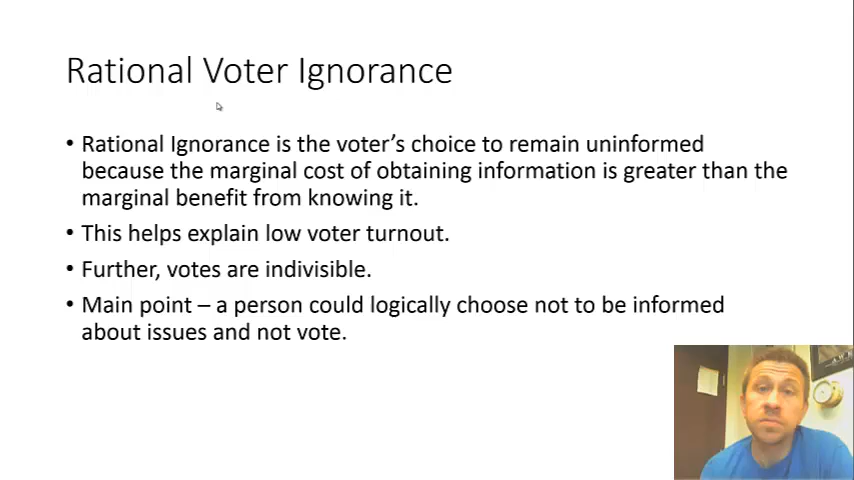 Rational Voter Ignorance
• Rational Ignorance is the voter's choice to remain uninformed
because the marginal cost of obtaining information is greater than the
marginal benefit from knowing it.
• This helps explain low voter turnout.
• Further, votes are indivisible.
• Main point – a person could logically choose not to be informed
about issues and not vote.